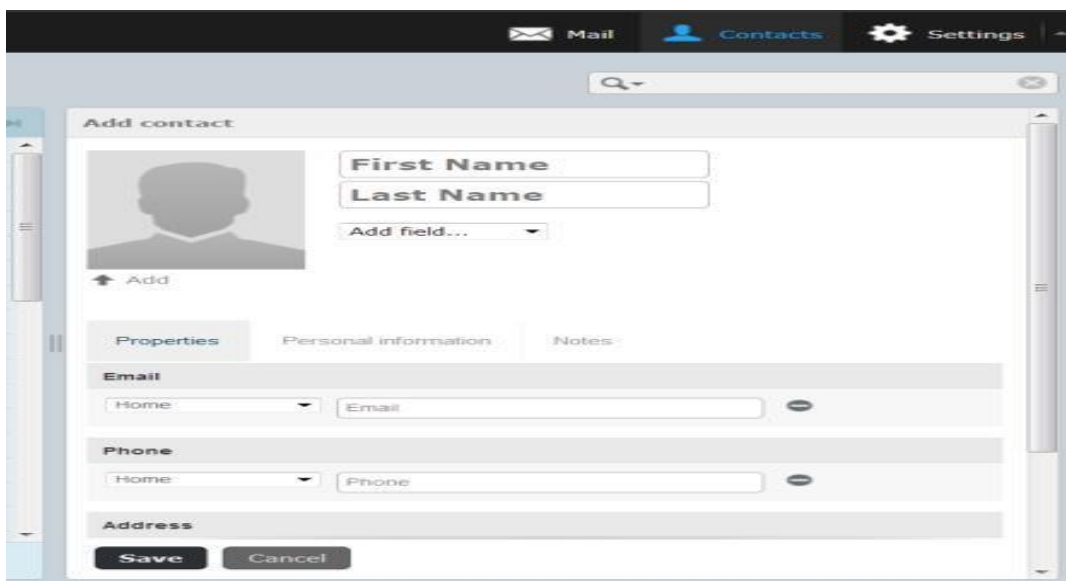 Mail Contacts Settings
Add contact
First Name
Last Name
Add field...
Add
Properties Personal information Notes
Email
Home Email
Phone
Home Phone
Address
Save Cancel